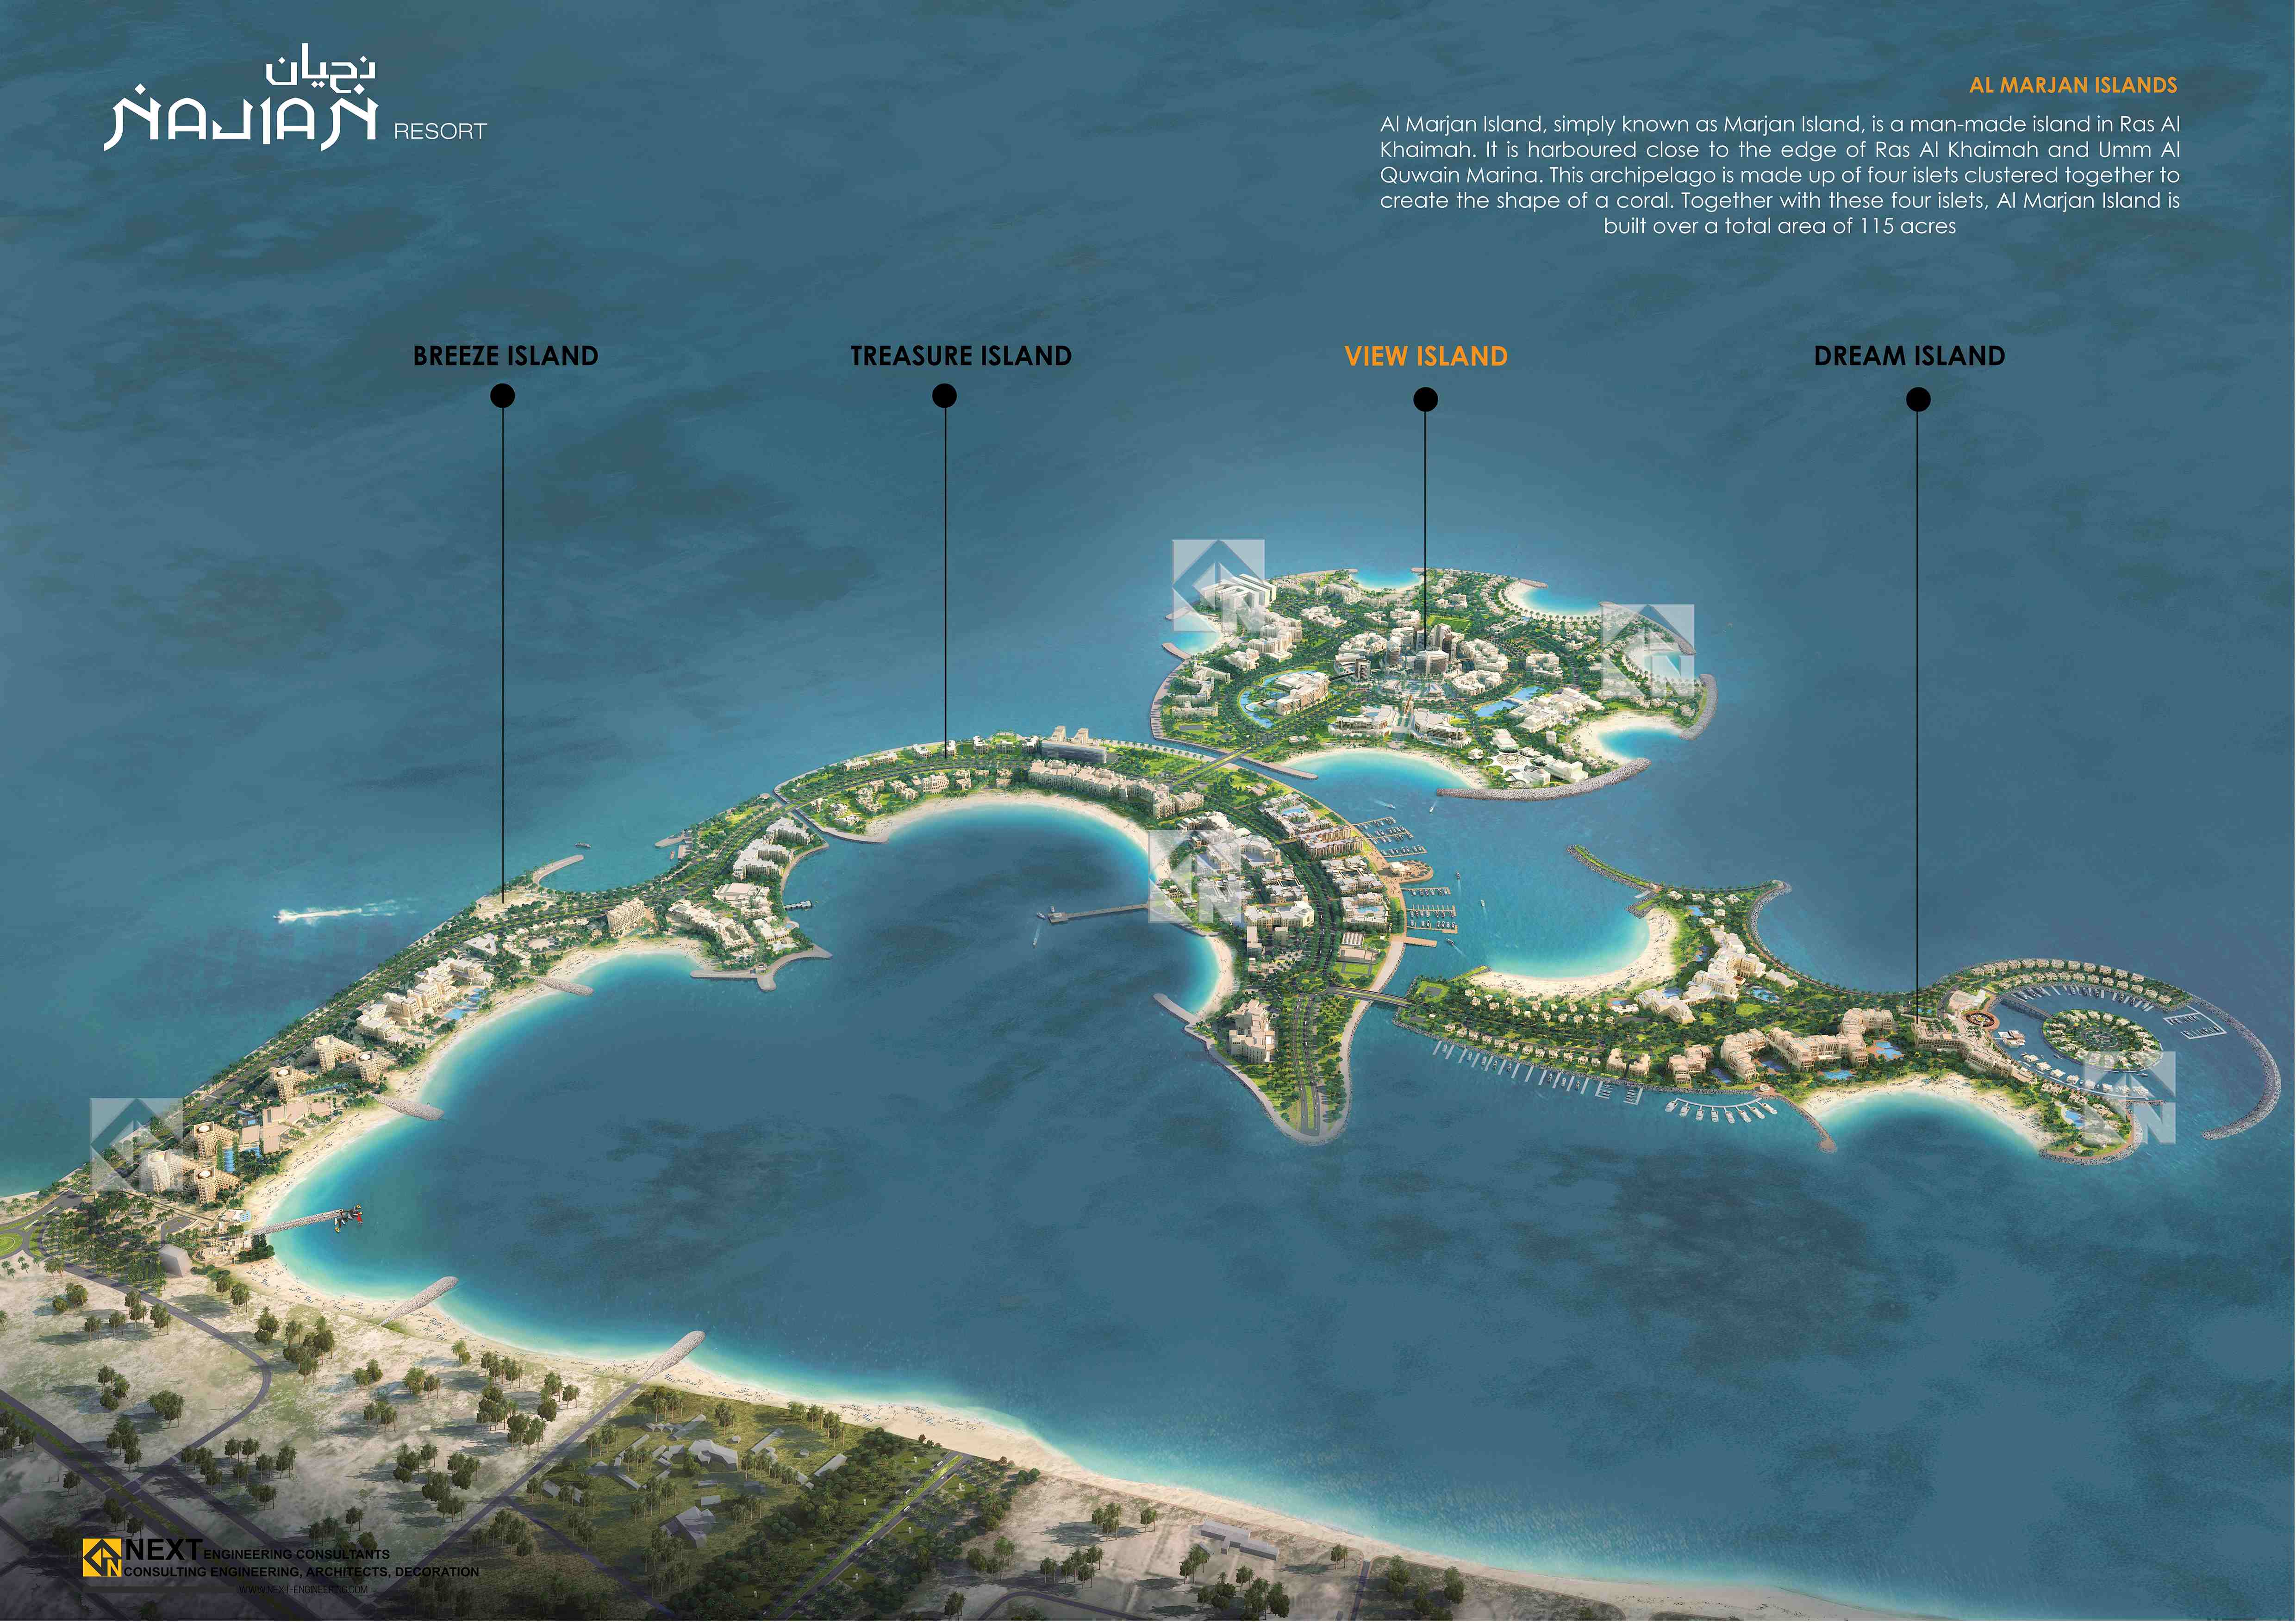 نجيان
NAJIAN RESORT
AL MARJAN ISLANDS
Al Marjan Island, simply known as Marjan Island, is a man-made island in Ras Al
Khaimah. It is harboured close to the edge of Ras Al Khaimah and Umm Al
Quwain Marina. This archipelago is made up of four islets clustered together to
create the shape of a coral. Together with these four islets, Al Marjan Island is
built over a total area of 115 acres
BREEZE ISLAND
TREASURE ISLAND
VIEW ISLAND
DREAM ISLAND
NEXT ENGINEERING CONSULTANTS
CONSULTING ENGINEERING, ARCHITECTS, DECORATION
WWW.NEXT-ENGINEERING.COM